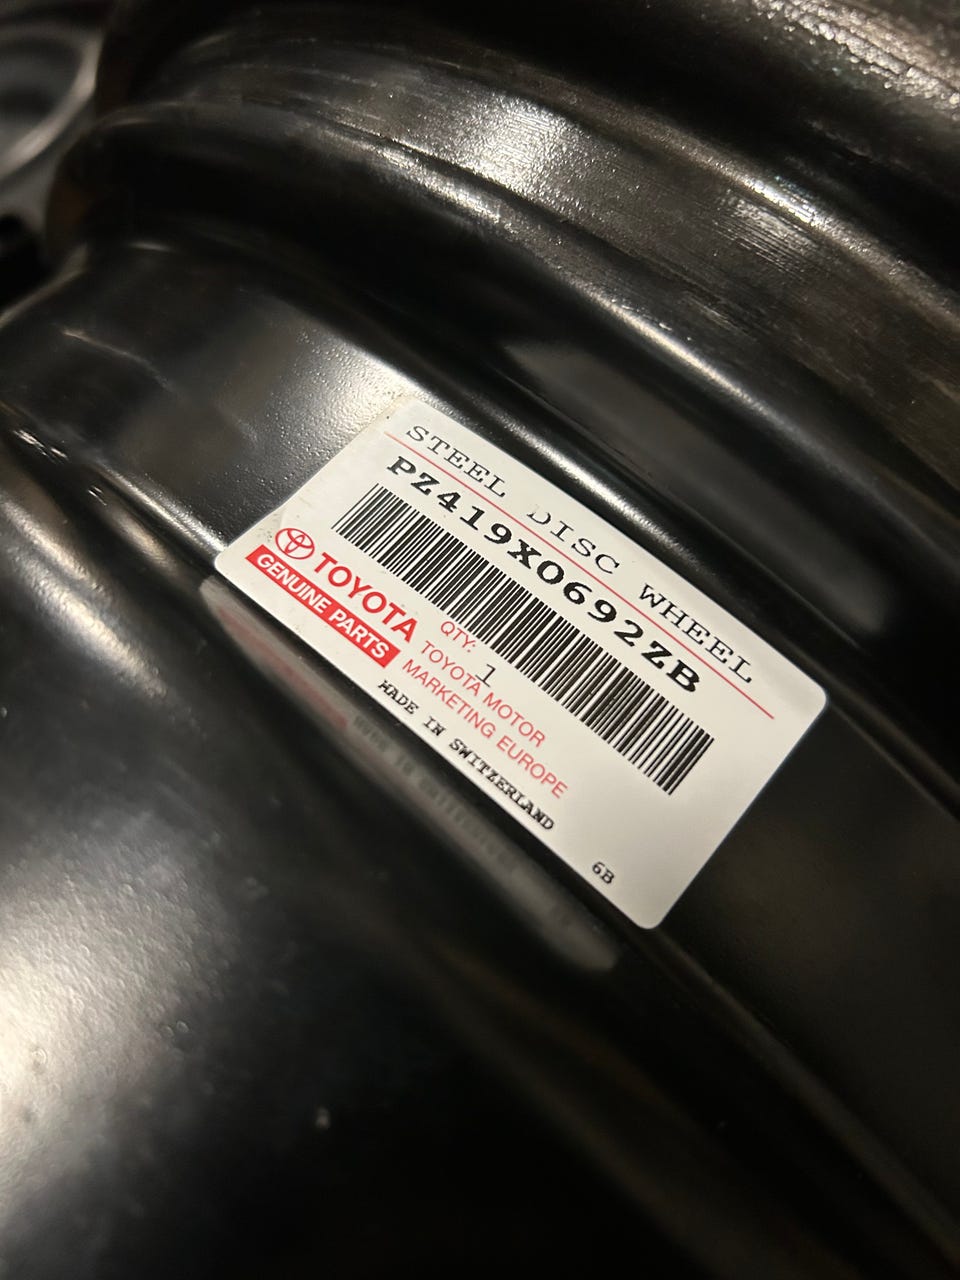 STEEL DISC WHEEL
PZ419X0692ZB
TOYOTA
GENUINE PARTS
QTY: 1
TOYOTA MOTOR
MARKETING EUROPE
MADE IN SWITZERLAND
6B